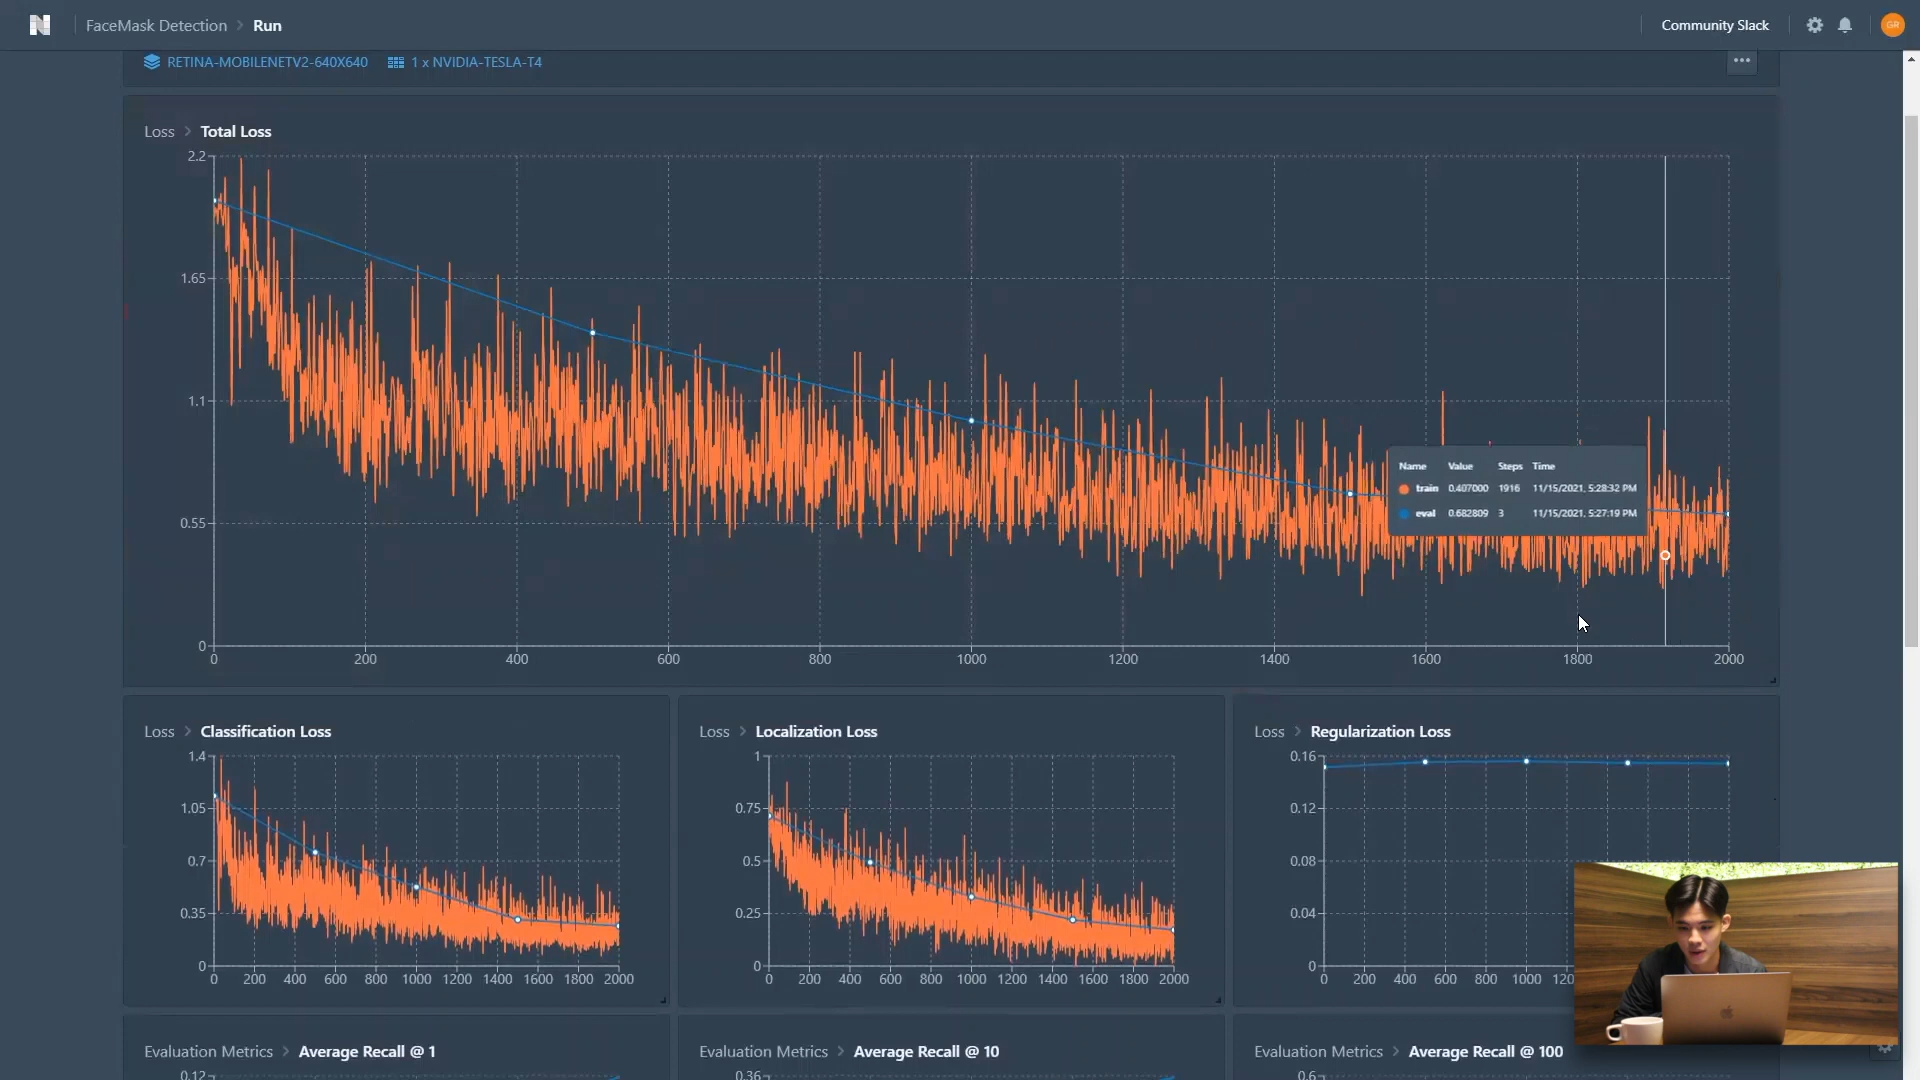 FaceMask Detection > Run
Community Slack
GR
RETINA-MOBILENETV2-640X640
1 x NVIDIA-TESLA-T4
Loss > Total Loss
2.2
1.65
1.1
0.55
0
0 200 400 600 800 1000 1200 1400 1600 1800 2000
Name Value Steps Time
train 0.407000 1916 11/15/2021, 5:28:32 PM
eval 0.682809 3 11/15/2021, 5:27:19 PM
Loss > Classification Loss
1.4
1.05
0.7
0.35
0
0 200 400 600 800 1000 1200 1400 1600 1800 2000
Loss > Localization Loss
1
0.75
0.5
0.25
0
0 200 400 600 800 1000 1200 1400 1600 1800 2000
Loss > Regularization Loss
0.16
0.12
0.08
0.04
0
0 200 400 600 800 1000
Evaluation Metrics > Average Recall @ 1
0.12
Evaluation Metrics > Average Recall @ 10
0.36
Evaluation Metrics > Average Recall @ 100
0.6